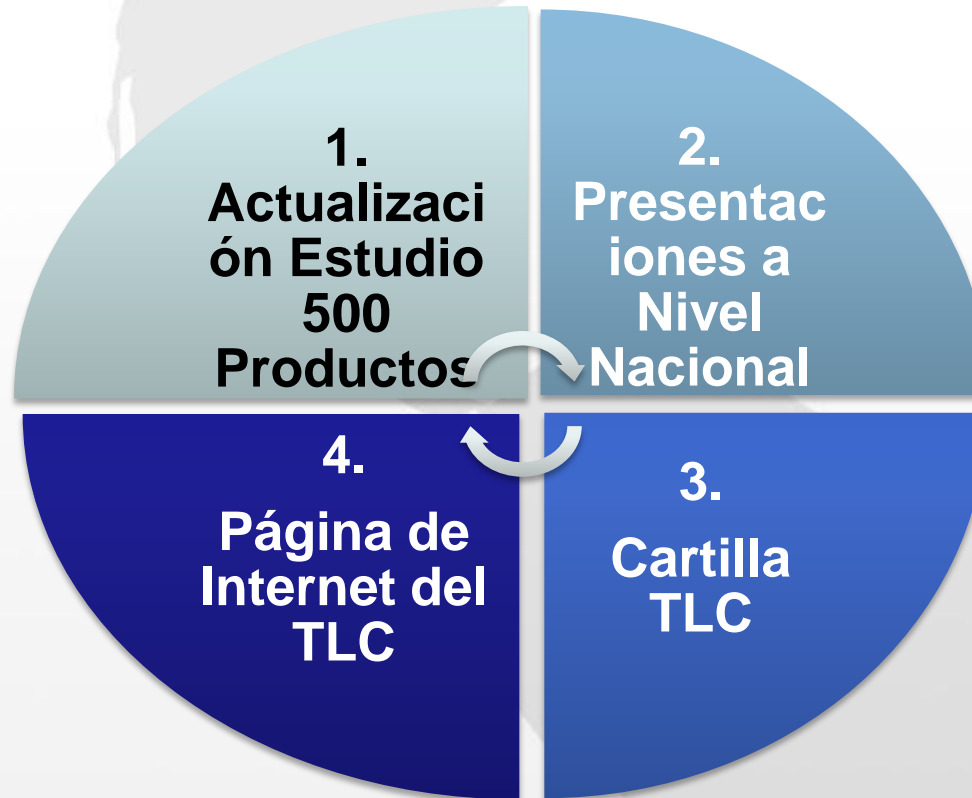 1.
Actualizaci
ón Estudio
500
Productos
2.
Presentac
iones a
Nivel
Nacional
3.
Cartilla
TLC
4.
Página de
Internet del
TLC